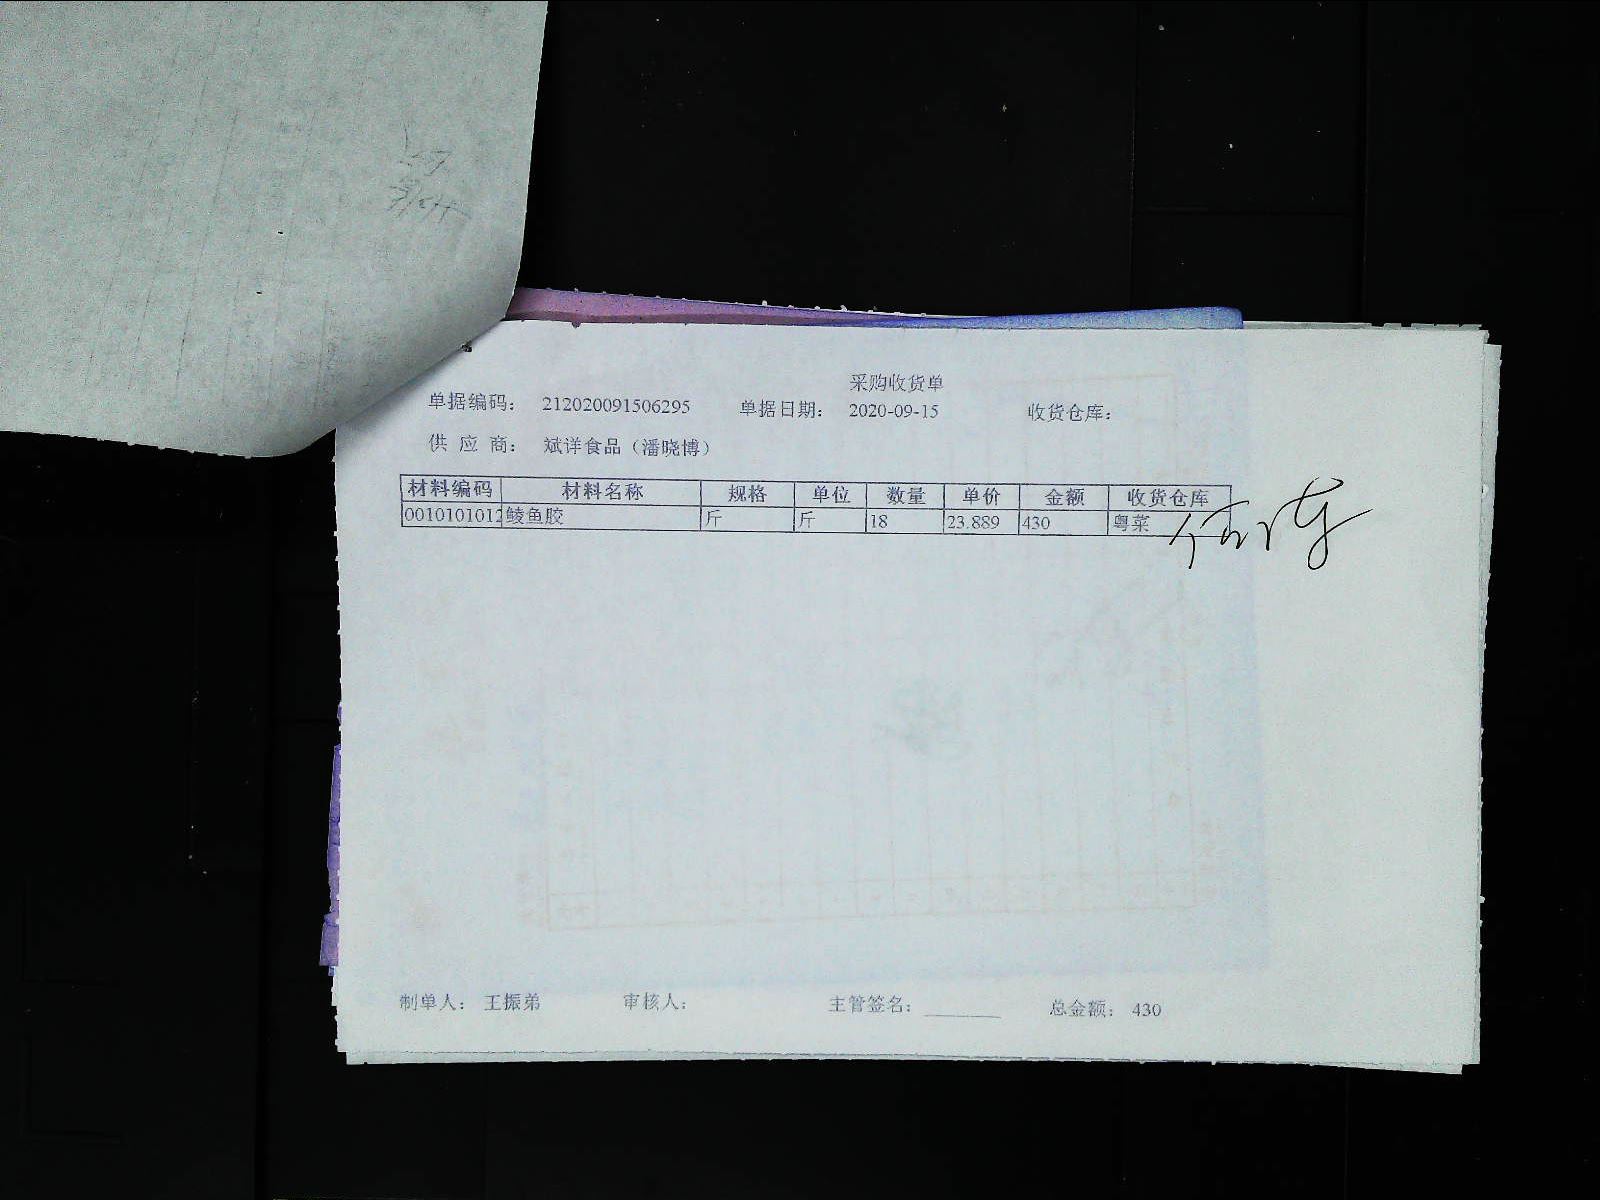 采购收货单
单据编码： 212020091506295 单据日期： 2020-09-15 收货仓库：
供 应 商： 斌详食品（潘晓博）
材料编码 材料名称 规格 单位 数量 单价 金额 收货仓库
0010101012 鲮鱼胶 斤 斤 18 23.889 430 粤菜
制单人： 王振弟 审核人： 主管签名： 总金额： 430